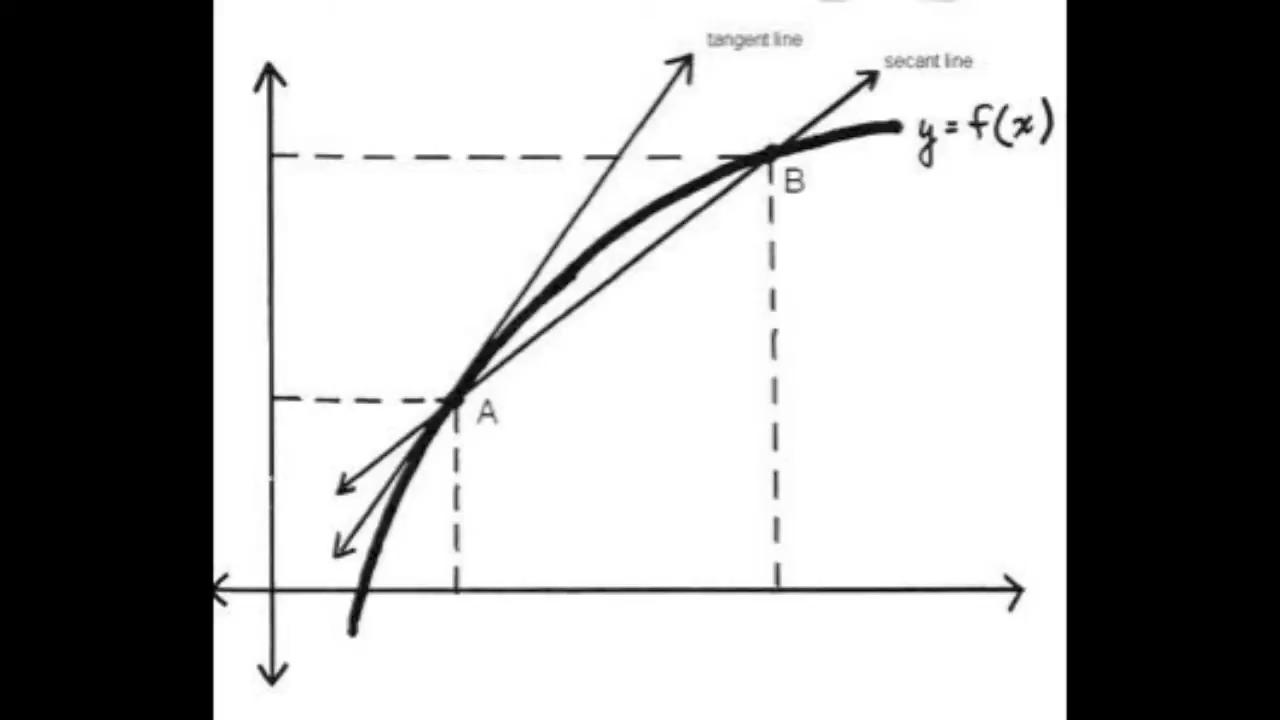 tangent line
secant line
y = f(x)
B
A